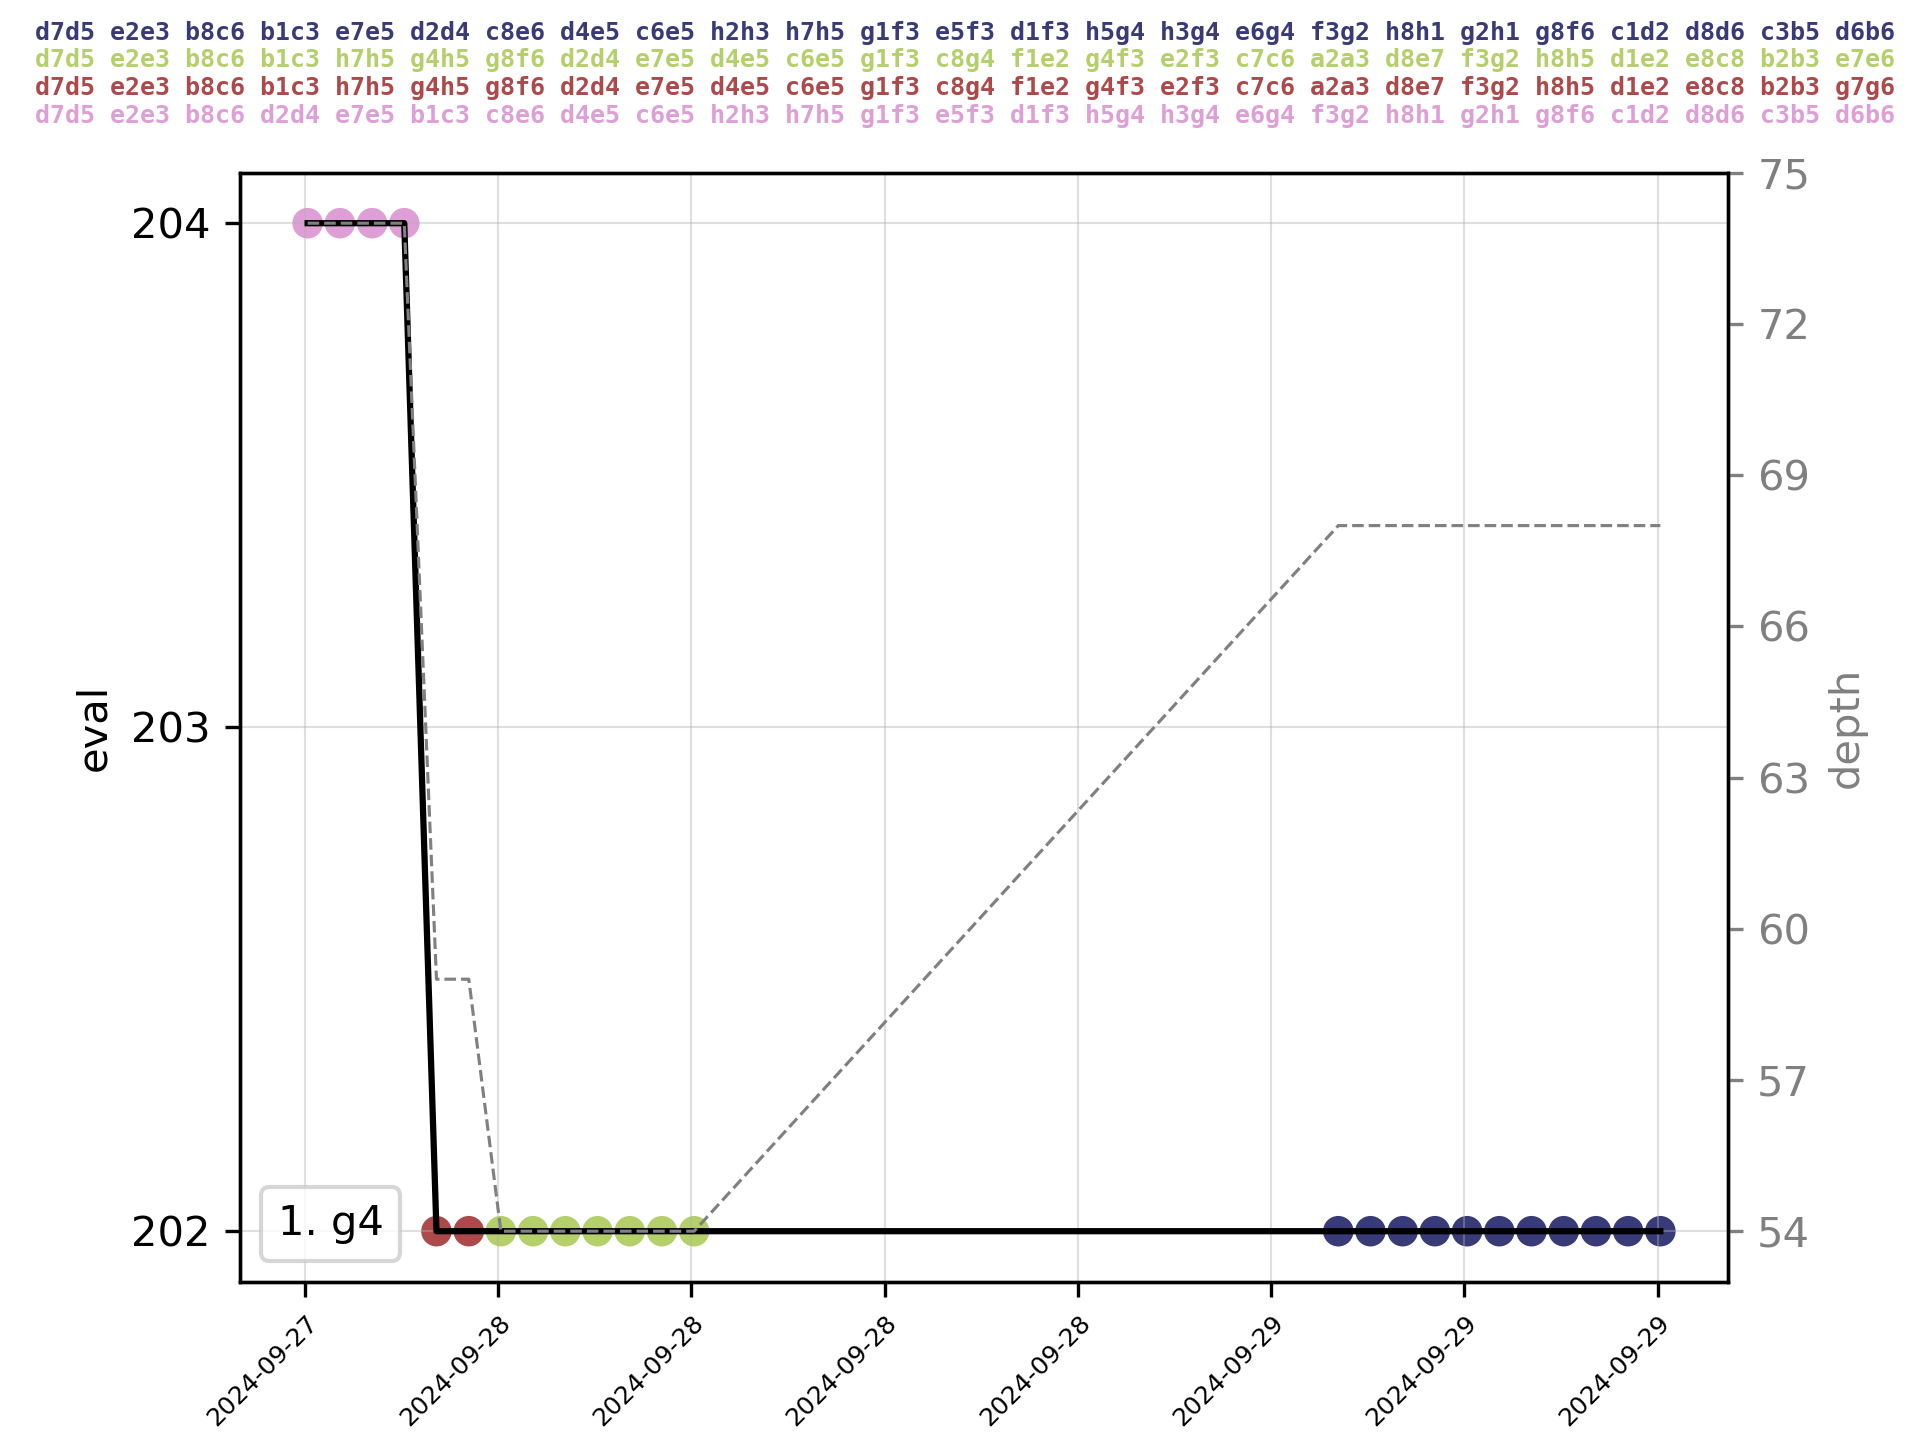 d7d5 e2e3 b8c6 b1c3 e7e5 d2d4 c8e6 d4e5 c6e5 h2h3 h7h5 g1f3 e5f3 d1f3 h5g4 h3g4 e6g4 f3g2 h8h1 g2h1 g8f6 c1d2 d8d6 c3b5 d6b6
d7d5 e2e3 b8c6 b1c3 h7h5 g4h5 g8f6 d2d4 e7e5 d4e5 c6e5 g1f3 c8g4 f1e2 g4f3 e2f3 c7c6 a2a3 d8e7 f3g2 h8h5 d1e2 e8c8 b2b3 e7e6
d7d5 e2e3 b8c6 b1c3 h7h5 g4h5 g8f6 d2d4 e7e5 d4e5 c6e5 g1f3 c8g4 f1e2 g4f3 e2f3 c7c6 a2a3 d8e7 f3g2 h8h5 d1e2 e8c8 b2b3 g7g6
d7d5 e2e3 b8c6 d2d4 e7e5 b1c3 c8e6 d4e5 c6e5 h2h3 h7h5 g1f3 e5f3 d1f3 h5g4 h3g4 e6g4 f3g2 h8h1 g2h1 g8f6 c1d2 d8d6 c3b5 d6b6
204
203
202
eval
75
72
69
66
63
60
57
54
depth
1. g4
2024-09-27
2024-09-28
2024-09-28
2024-09-28
2024-09-28
2024-09-29
2024-09-29
2024-09-29